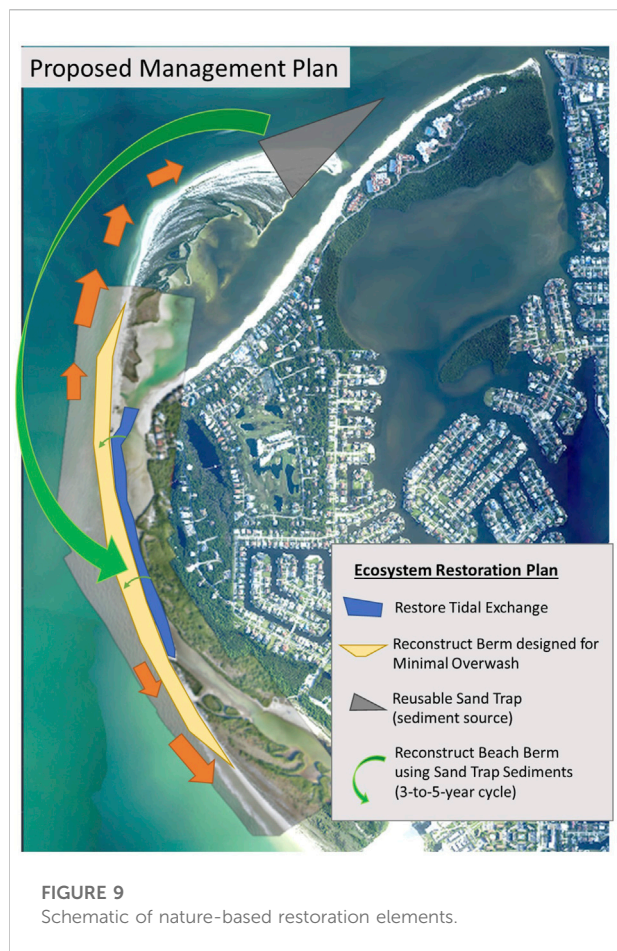 Proposed Management Plan
Ecosystem Restoration Plan
Restore Tidal Exchange
Reconstruct Berm designed for
Minimal Overwash
Reusable Sand Trap
(sediment source)
Reconstruct Beach Berm
using Sand Trap Sediments
(3-to-5-year cycle)
FIGURE 9
Schematic of nature-based restoration elements.